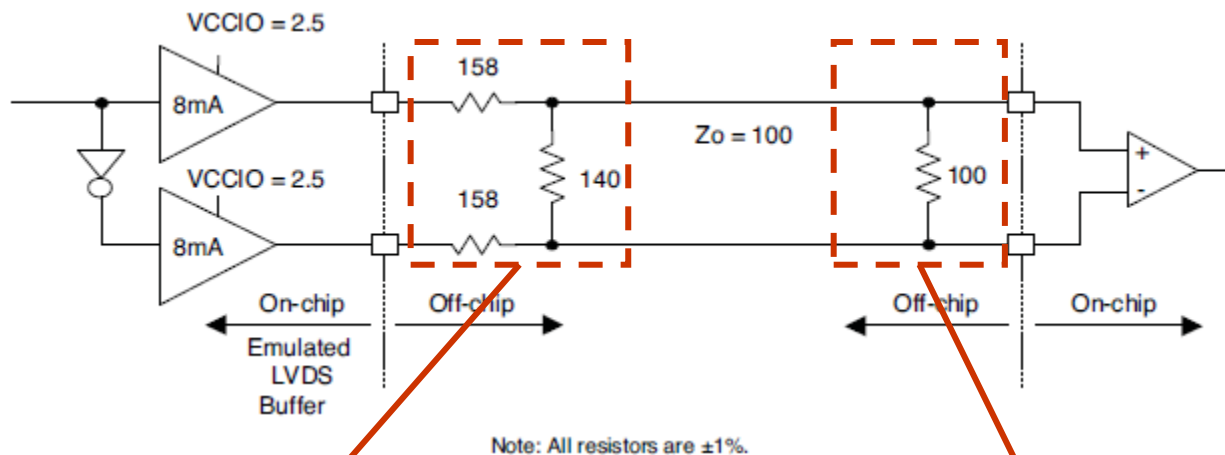 VCCIO = 2.5
158
8mA
Zo = 100
VCCIO = 2.5
140
100
+
-
158
8mA
On-chip
Off-chip
Off-chip
On-chip
Emulated
LVDS
Buffer
Note: All resistors are ±1%.